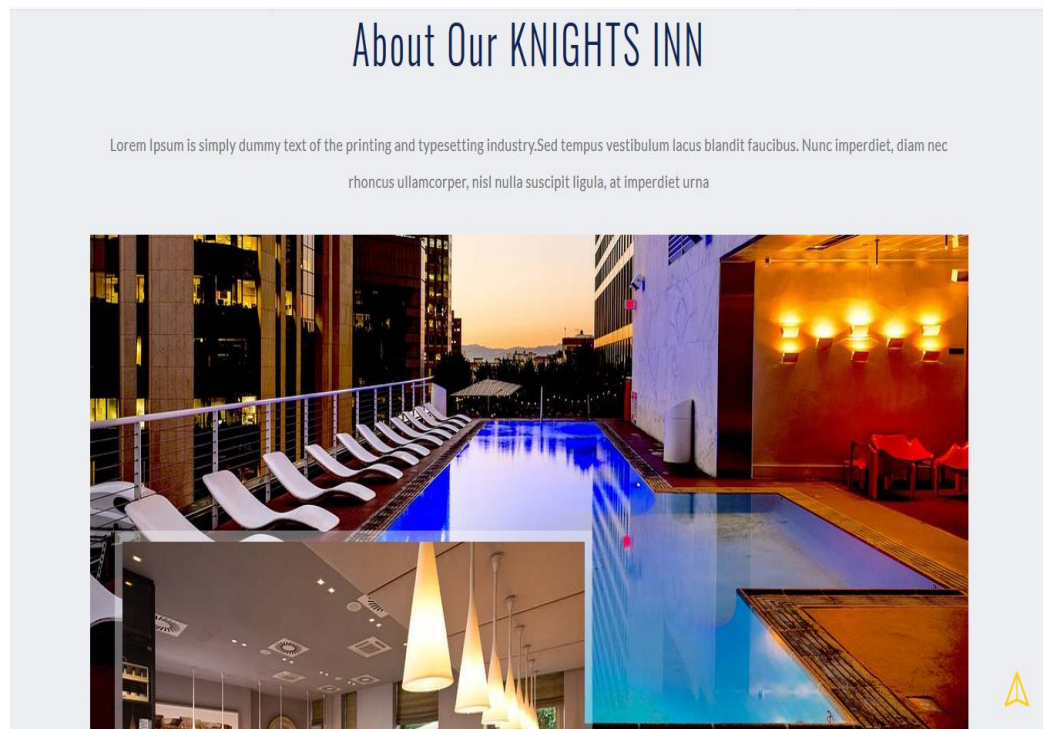 About Our KNIGHTS INN
Lorem Ipsum is simply dummy text of the printing and typesetting industry.Sed tempus vestibulum lacus blandit faucibus. Nunc imperdiet, diam nec
rhoncus ullamcorper, nisl nulla suscipit ligula, at imperdiet urna